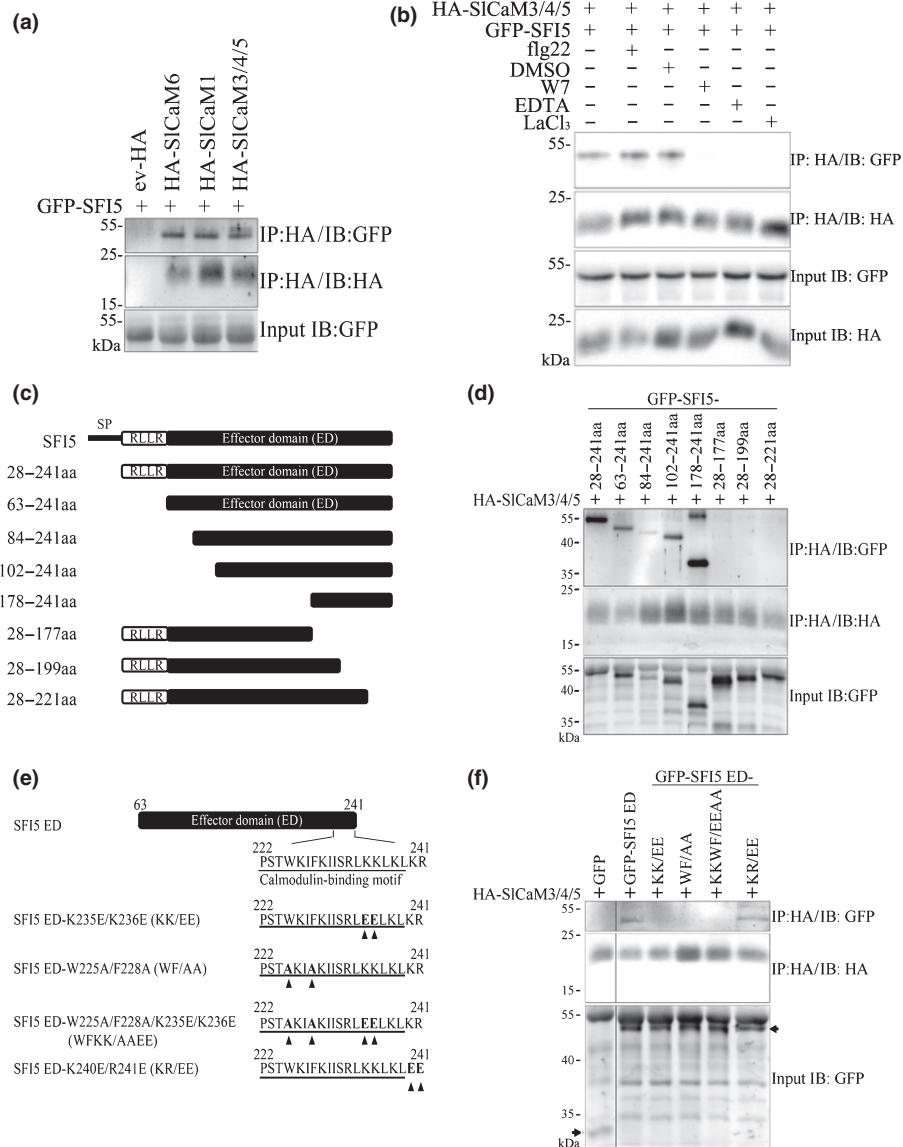 (a)
ev-HA
HA-SlCaM6
HA-SlCaM1
HA-SlCaM3/4/5
GFP-SFI5 + + + +
55-
IP:HA/IB:GFP
25-
IP:HA/IB:HA
15-
55-
Input IB:GFP
kDa
(b)
HA-SlCaM3/4/5 + + + + + +
GFP-SFI5 + + + + + +
flg22 – + – – – –
DMSO – – + – – –
W7 – – – + – –
EDTA – – – – + –
LaCl₃ – – – – – +
55-
IP: HA/IB: GFP
25-
IP: HA/IB: HA
55-
Input IB: GFP
25-
Input IB: HA
kDa
(c)
SP
SFI5 RLLR Effector domain (ED)
28–241aa RLLR Effector domain (ED)
63–241aa Effector domain (ED)
84–241aa
102–241aa
178–241aa
28–177aa RLLR
28–199aa RLLR
28–221aa RLLR
(d)
GFP-SFI5-
28–241aa
63–241aa
84–241aa
102–241aa
178–241aa
28–177aa
28–199aa
28–221aa
HA-SlCaM3/4/5 + + + + + + + +
55-
40-
IP:HA/IB:GFP
35-
25
IP:HA/IB:HA
15-
55-
40-
Input IB:GFP
35-
kDa
(e)
63 241
SFI5 ED Effector domain (ED)
222 241
PSTWKIFKIISRLKKLKLKR
Calmodulin-binding motif
222 241
SFI5 ED-K235E/K236E (KK/EE) PSTWKIFKIISRLEELKLKR
222 241
SFI5 ED-W225A/F228A (WF/AA) PSTAKIAKIISRLKKLKLKR
222 241
SFI5 ED-W225A/F228A/K235E/K236E PSTAKIAKIISRLEELKLKR
(WFKK/AAEE)
222 241
SFI5 ED-K240E/R241E (KR/EE) PSTWKIFKIISRLKKLKLEE
(f)
GFP-SFI5 ED-
GFP
GFP-SFI5 ED
KK/EE
WF/AA
KKWF/EEAA
KR/EE
HA-SlCaM3/4/5 + + + + + +
55-
IP:HA/IB: GFP
25-
IP:HA/IB: HA
15-
55-
40-
Input IB: GFP
35-
kDa